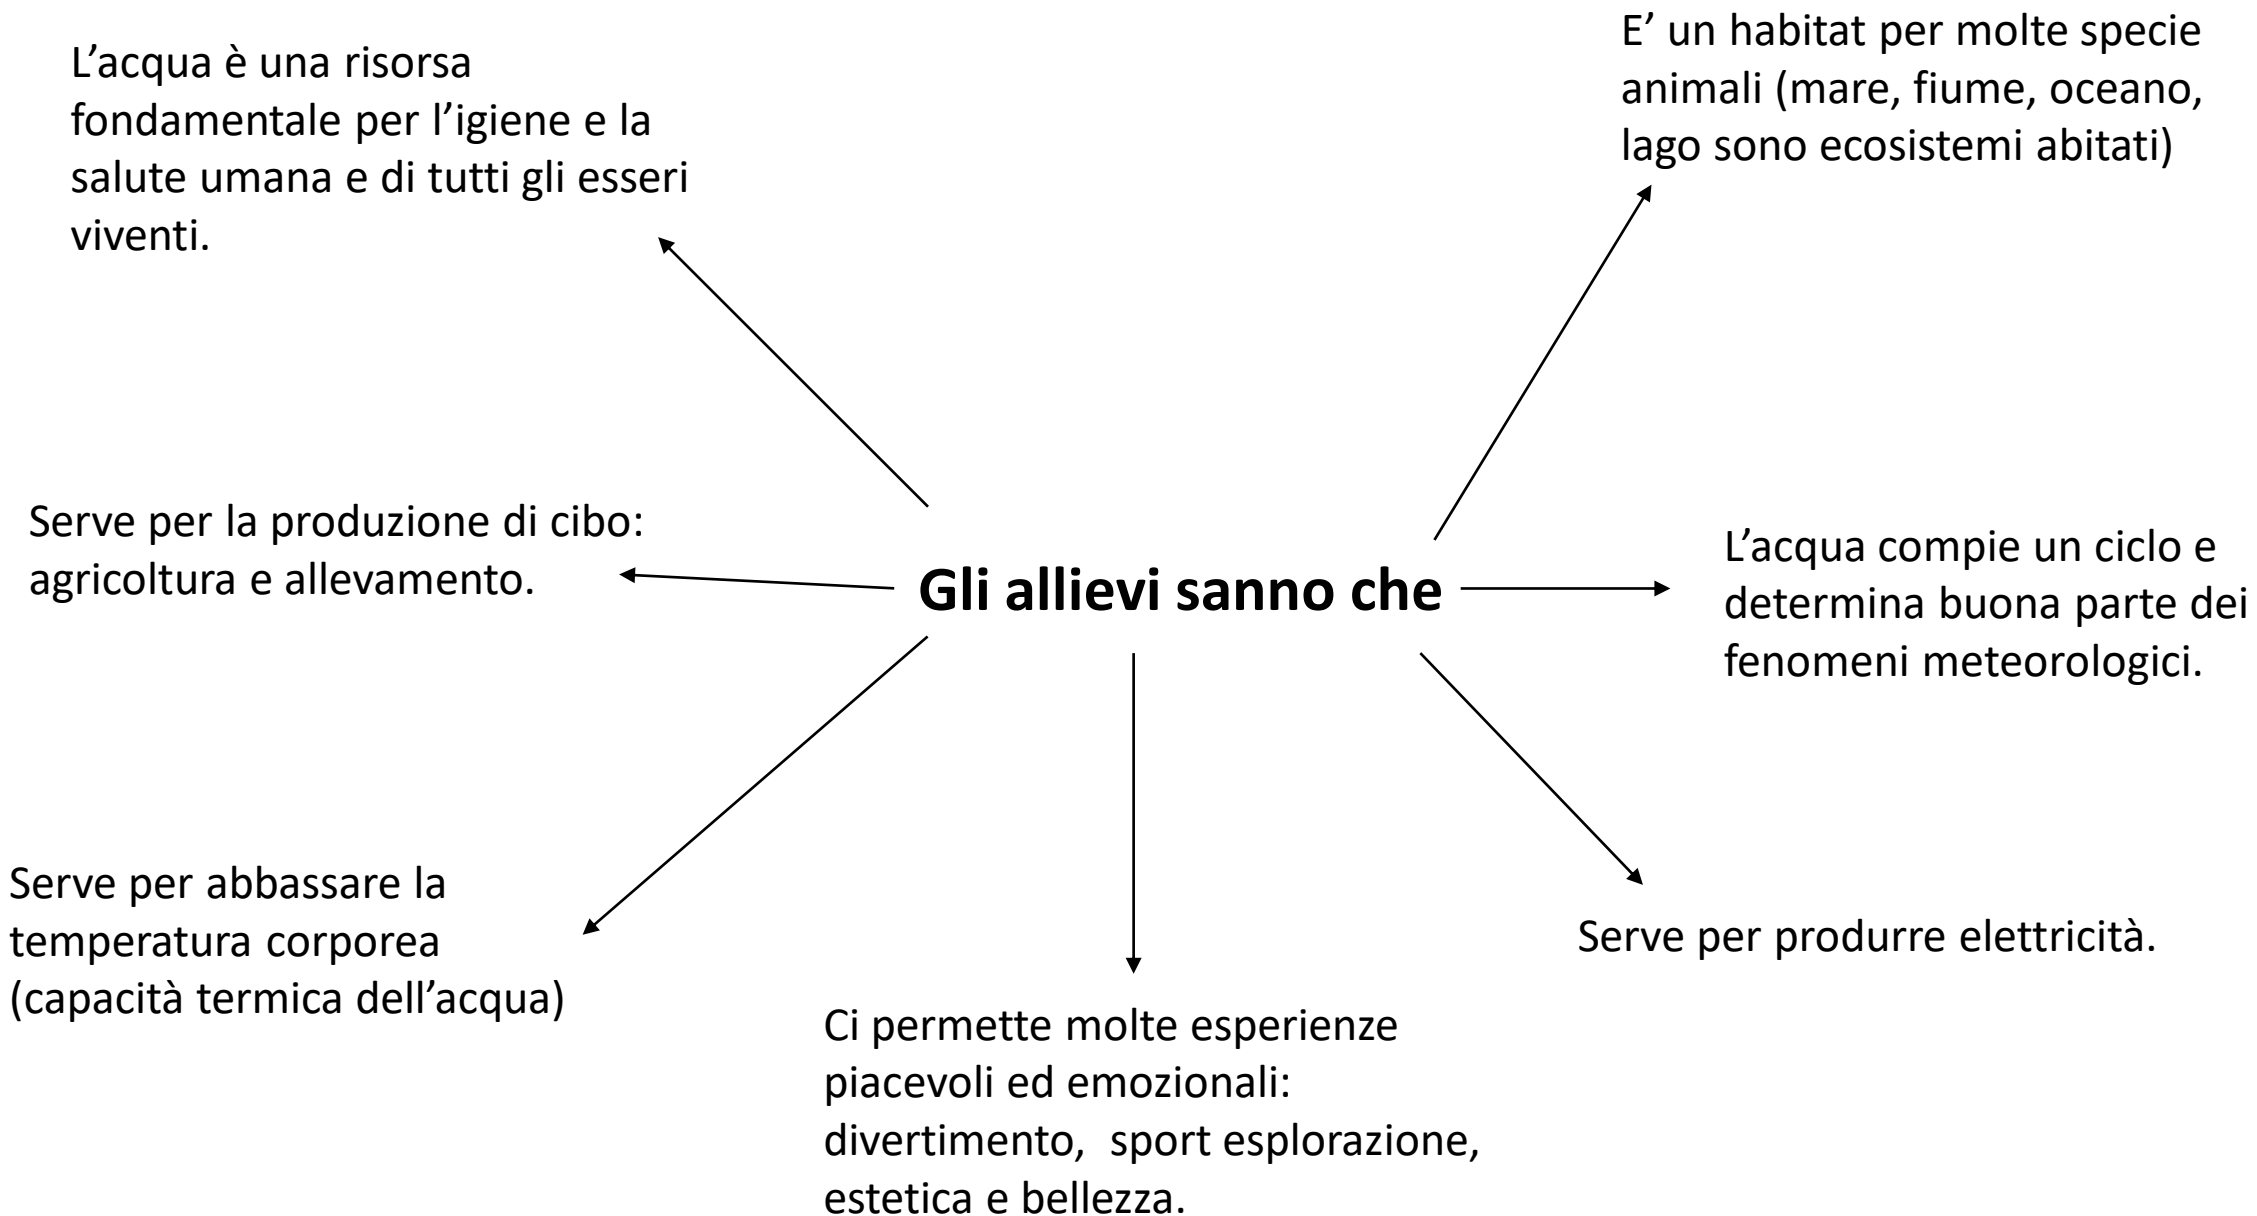 L’acqua è una risorsa
fondamentale per l’igiene e la
salute umana e di tutti gli esseri
viventi.
E’ un habitat per molte specie
animali (mare, fiume, oceano,
lago sono ecosistemi abitati)
Serve per la produzione di cibo:
agricoltura e allevamento.
Gli allievi sanno che
L’acqua compie un ciclo e
determina buona parte dei
fenomeni meteorologici.
Serve per abbassare la
temperatura corporea
(capacità termica dell’acqua)
Ci permette molte esperienze
piacevoli ed emozionali:
divertimento,  sport esplorazione,
estetica e bellezza.
Serve per produrre elettricità.